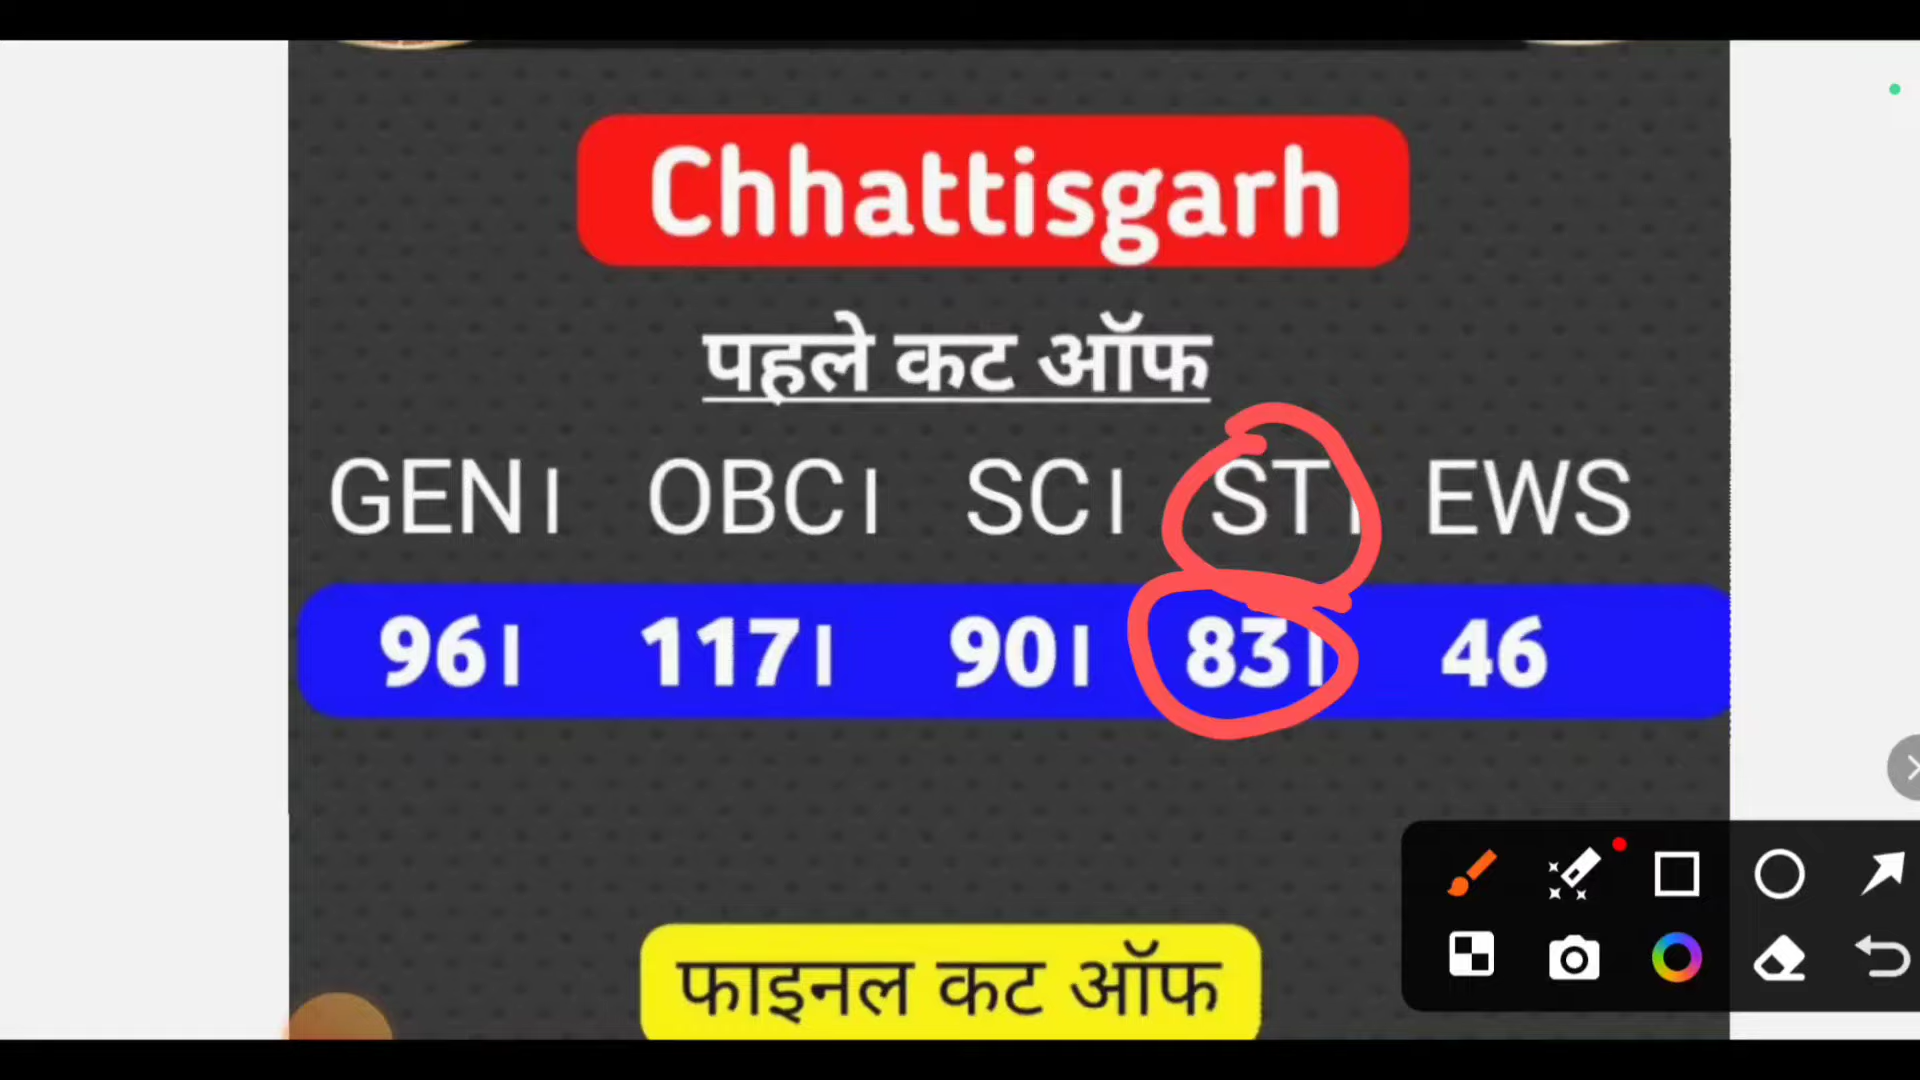 Chhattisgarh
पहले कट ऑफ
GEN। OBC। SC। ST। EWS
96। 117। 90। 83। 46
फाइनल कट ऑफ